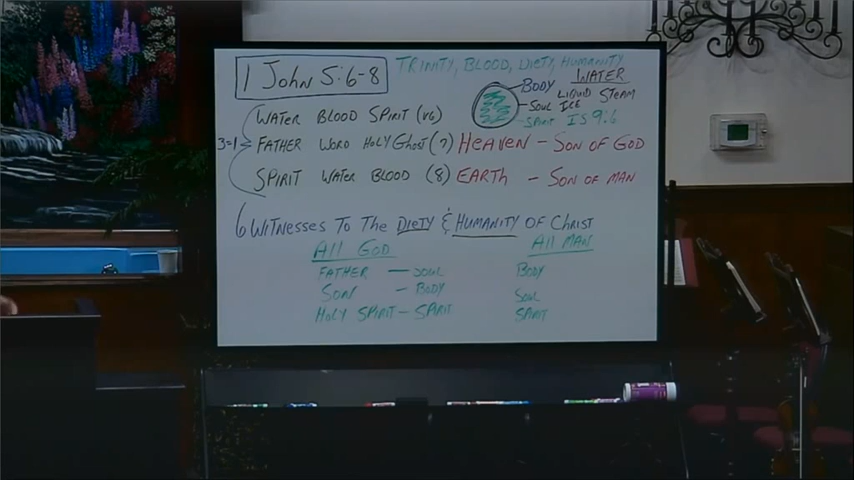 1 John 5:6-8
TRINITY, BLOOD, DIETY, HUMANITY
WATER
BODY LIQUID STEAM
SOUL ICE
SPIRIT IS 9:6
WATER BLOOD SPIRIT (V6)
3=1 FATHER WORD HOLY GHOST (7) HEAVEN - SON OF GOD
SPIRIT WATER BLOOD (8) EARTH - SON OF MAN
6 WITNESSES TO THE DIETY & HUMANITY OF CHRIST
All GOD All MAN
FATHER - SOUL BODY
SON - BODY SOUL
HOLY SPIRIT - SPIRIT SPIRIT